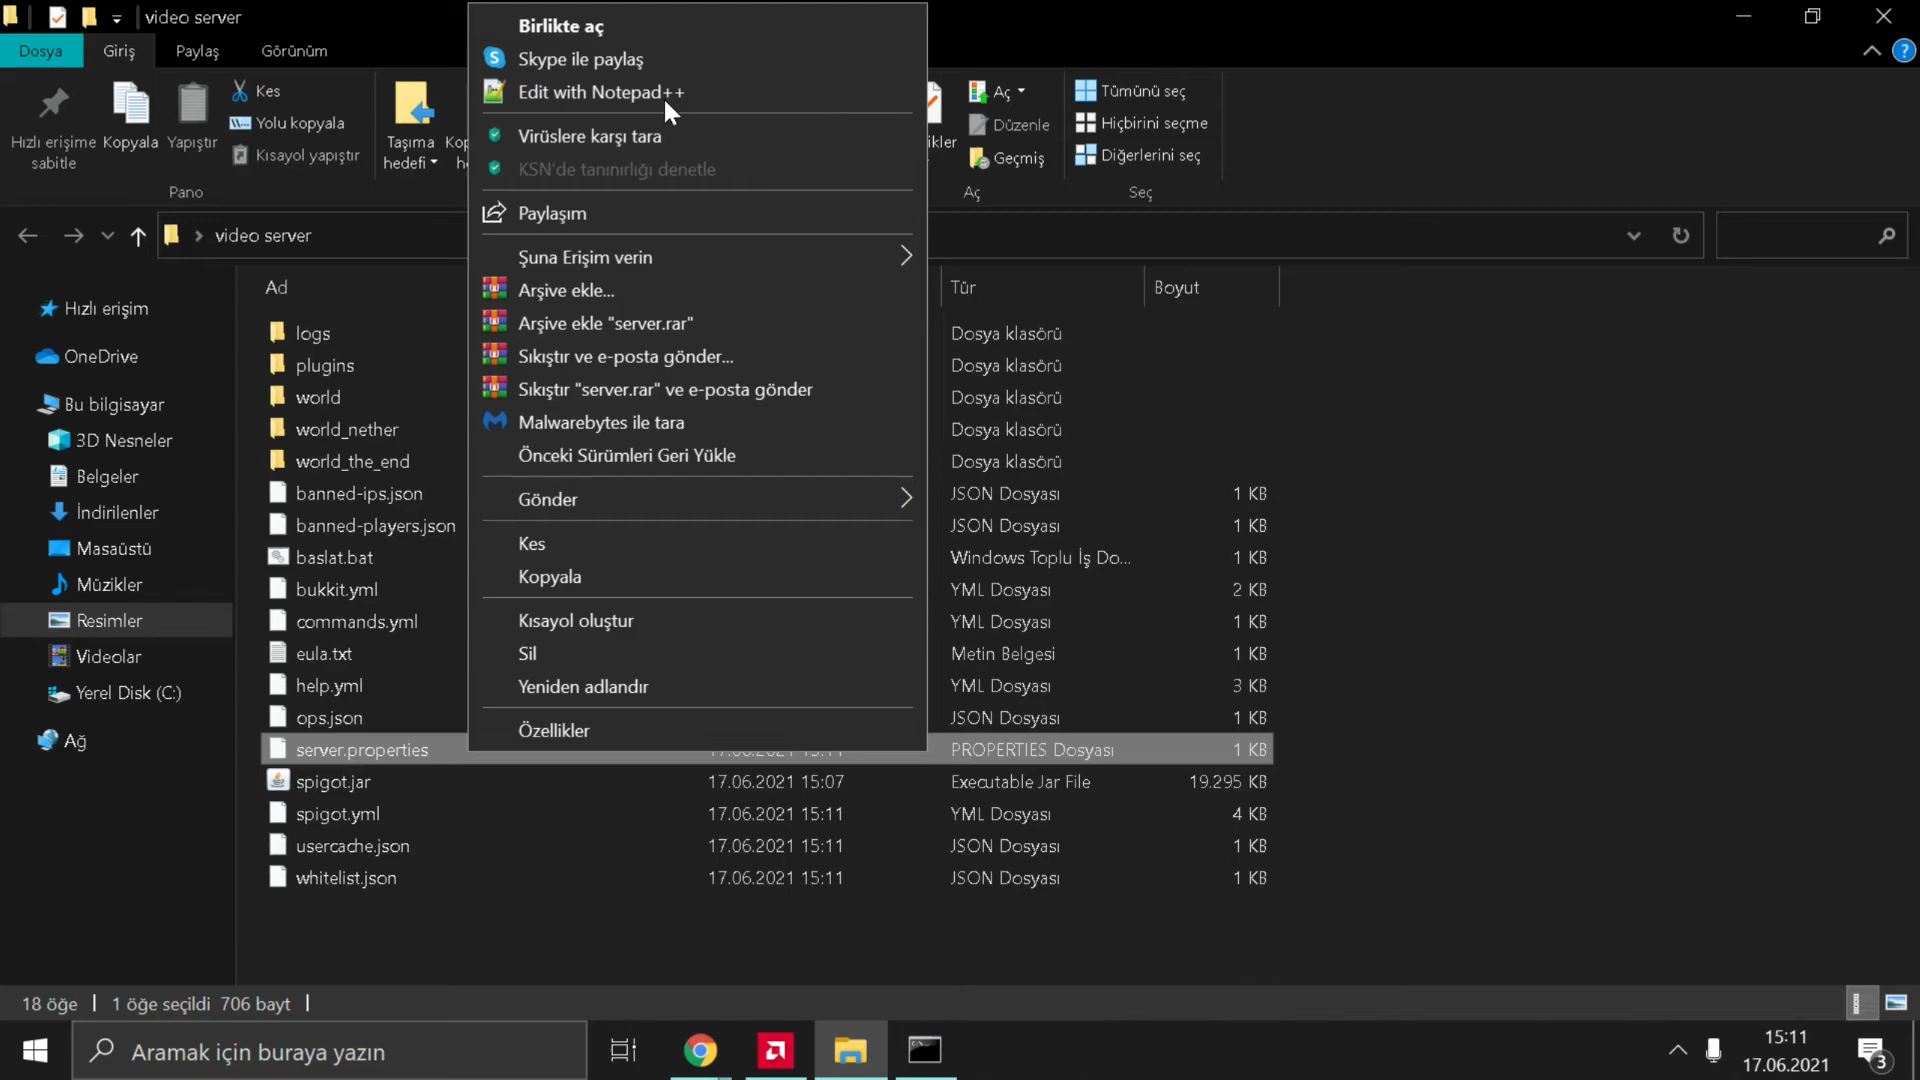 video server
Dosya
Giriş
Paylaş
Görünüm
Hızlı erişime
sabitle
Kopyala
Yapıştır
Kes
Yolu kopyala
Kısayol yapıştır
Pano
Taşıma
hedefi
Aç
Düzenle
Geçmiş
Aç
Tümünü seç
Hiçbirini seçme
Diğerlerini seç
Seç
video server
Birlikte aç
Skype ile paylaş
Edit with Notepad++
Virüslere karşı tara
KSN'de tanınırlığı denetle
Paylaşım
Şuna Erişim verin
Arşive ekle...
Arşive ekle "server.rar"
Sıkıştır ve e-posta gönder...
Sıkıştır "server.rar" ve e-posta gönder
Malwarebytes ile tara
Önceki Sürümleri Geri Yükle
Gönder
Kes
Kopyala
Kısayol oluştur
Sil
Yeniden adlandır
Özellikler
Hızlı erişim
OneDrive
Bu bilgisayar
3D Nesneler
Belgeler
İndirilenler
Masaüstü
Müzikler
Resimler
Videolar
Yerel Disk (C:)
Ağ
Ad Tür Boyut
logs Dosya klasörü
plugins Dosya klasörü
world Dosya klasörü
world_nether Dosya klasörü
world_the_end Dosya klasörü
banned-ips.json JSON Dosyası 1 KB
banned-players.json JSON Dosyası 1 KB
baslat.bat Windows Toplu İş Do... 1 KB
bukkit.yml YML Dosyası 2 KB
commands.yml YML Dosyası 1 KB
eula.txt Metin Belgesi 1 KB
help.yml YML Dosyası 3 KB
ops.json JSON Dosyası 1 KB
server.properties PROPERTIES Dosyası 1 KB
spigot.jar 17.06.2021 15:07 Executable Jar File 19.295 KB
spigot.yml 17.06.2021 15:11 YML Dosyası 4 KB
usercache.json 17.06.2021 15:11 JSON Dosyası 1 KB
whitelist.json 17.06.2021 15:11 JSON Dosyası 1 KB
18 öğe 1 öğe seçildi 706 bayt
Aramak için buraya yazın
15:11
17.06.2021
3